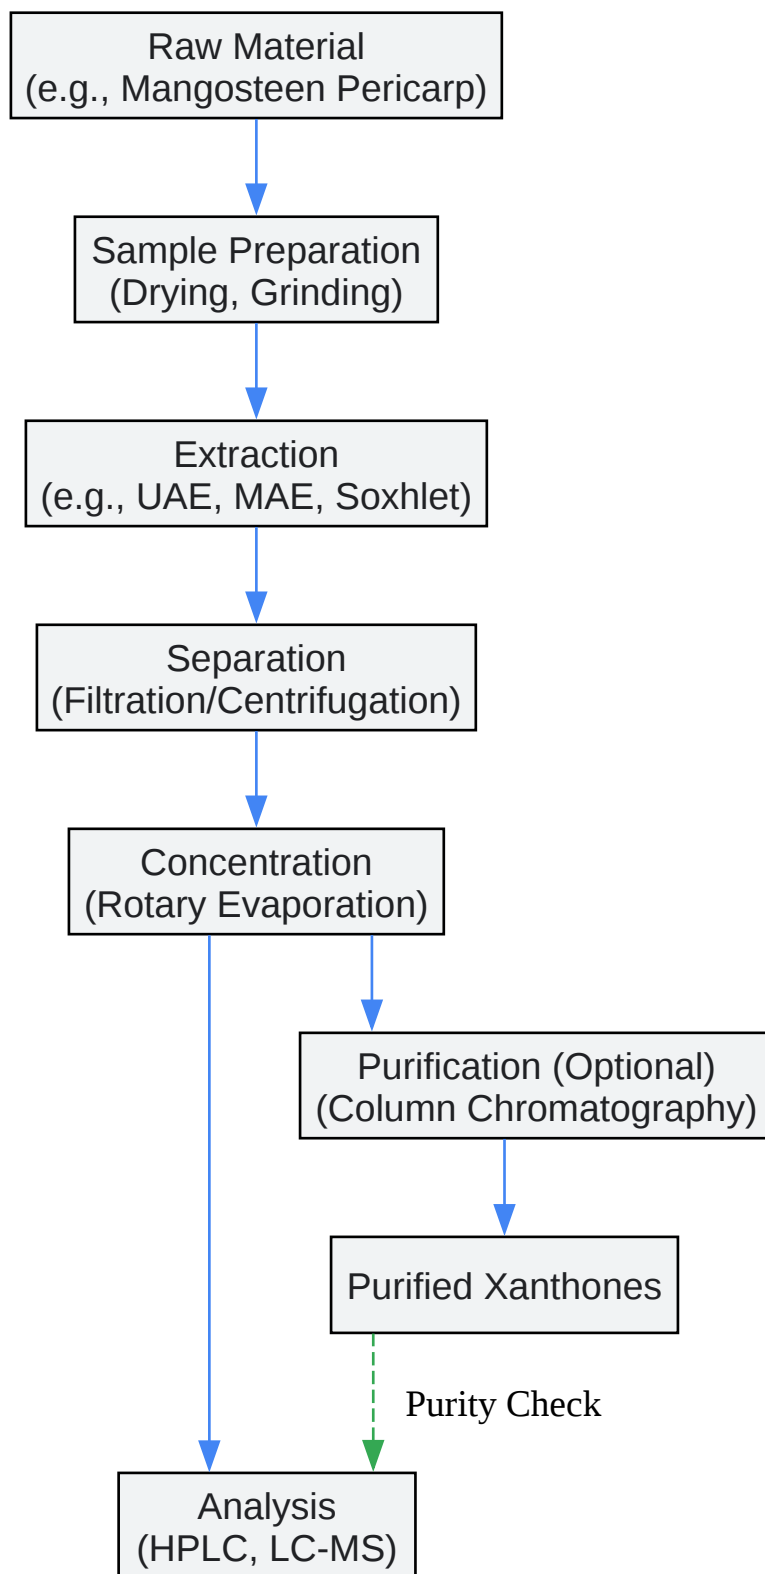 Raw Material
(e.g., Mangosteen Pericarp)
Sample Preparation
(Drying, Grinding)
Extraction
(e.g., UAE, MAE, Soxhlet)
Separation
(Filtration/Centrifugation)
Concentration
(Rotary Evaporation)
Purification (Optional)
(Column Chromatography)
Purified Xanthones
Purity Check
Analysis
(HPLC, LC-MS)